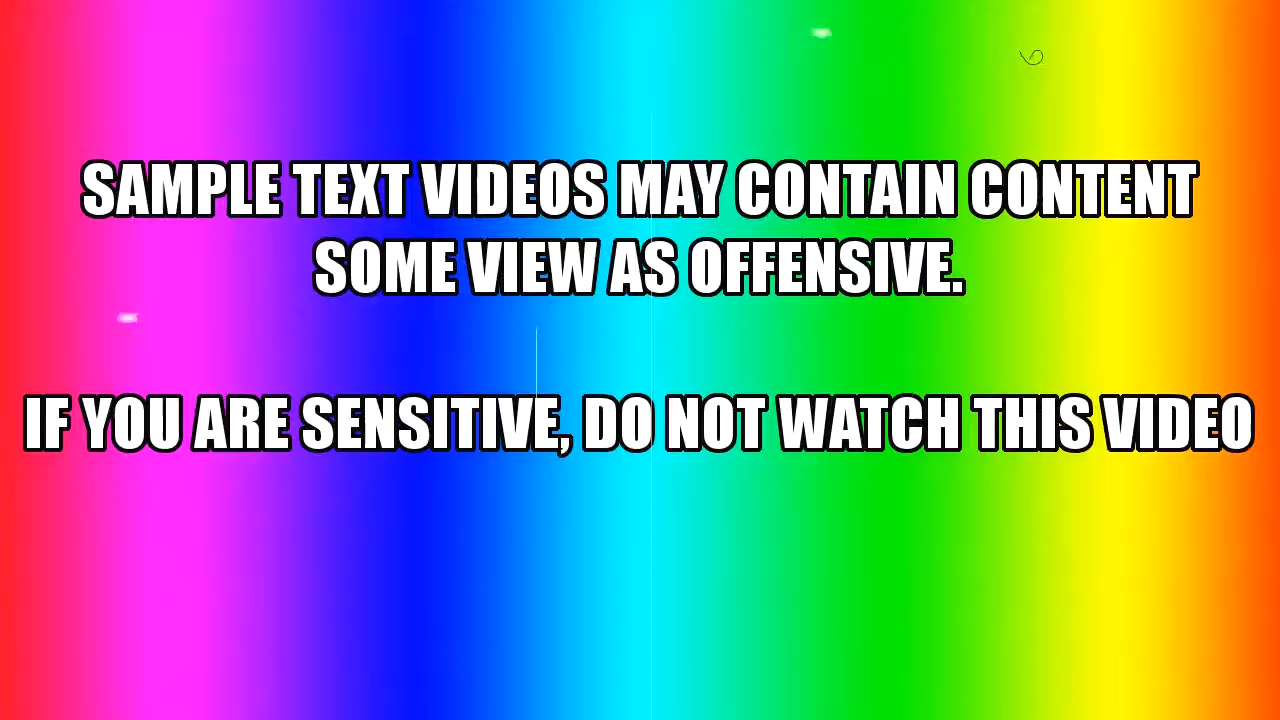 SAMPLE TEXT VIDEOS MAY CONTAIN CONTENT
SOME VIEW AS OFFENSIVE.
IF YOU ARE SENSITIVE, DO NOT WATCH THIS VIDEO